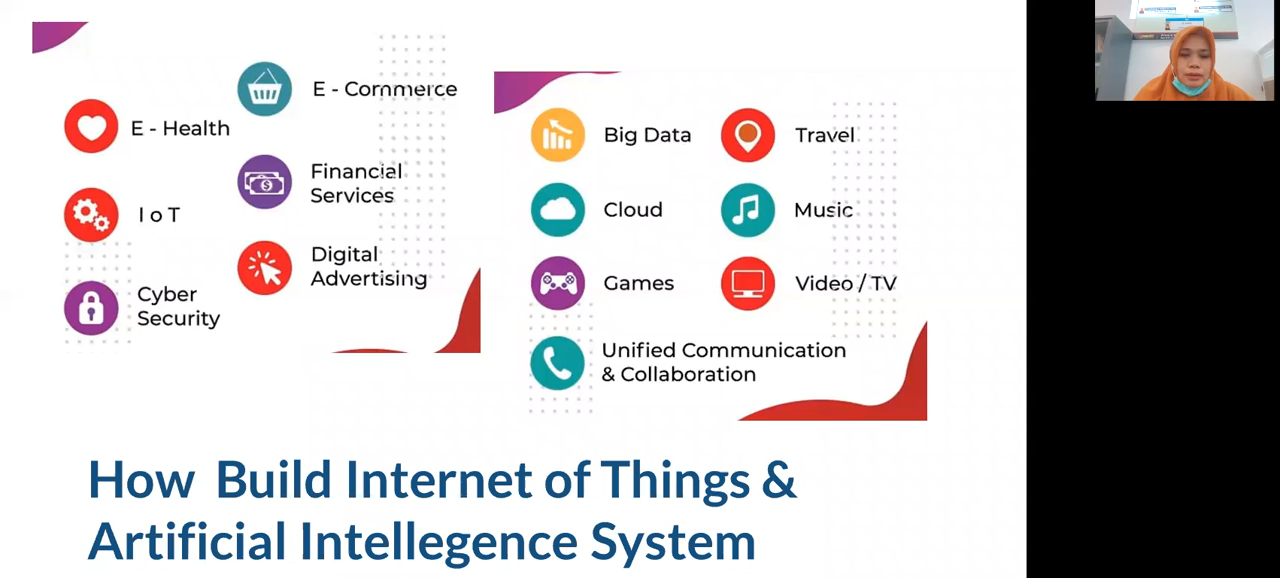 E - Commerce
E - Health
Financial
Services
I o T
Digital
Advertising
Cyber
Security
Big Data
Travel
Cloud
Music
Games
Video / TV
Unified Communication
& Collaboration
How Build Internet of Things &
Artificial Intellegence System